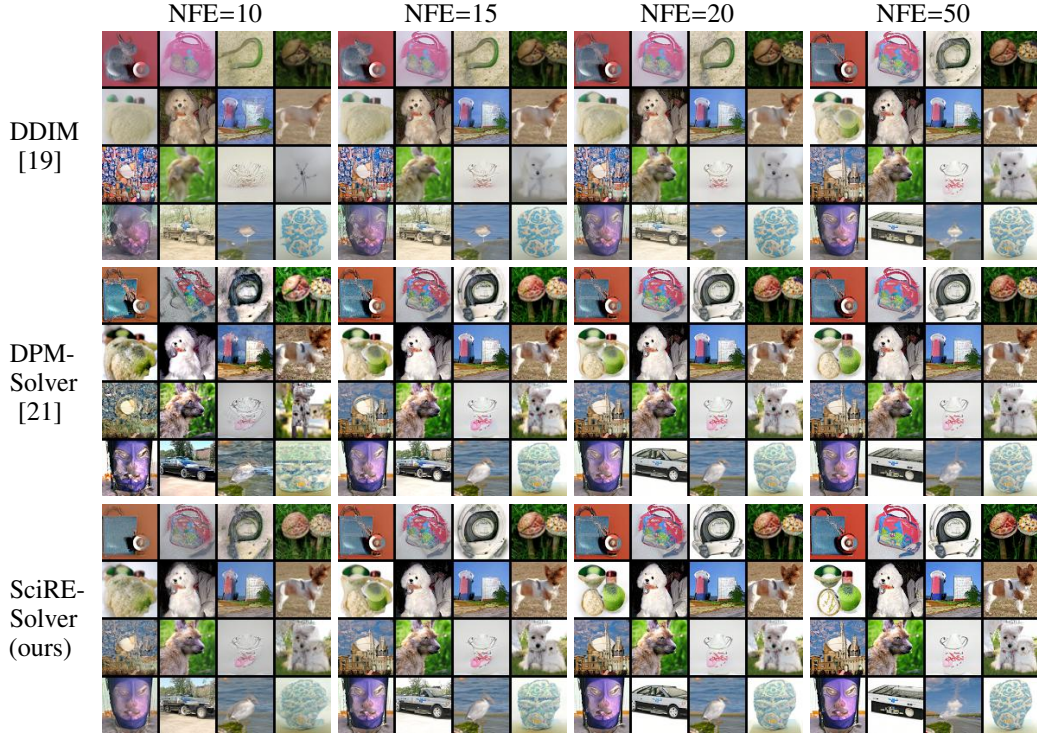 NFE=10 NFE=15 NFE=20 NFE=50
DDIM
[19]
DPM-
Solver
[21]
SciRE-
Solver
(ours)